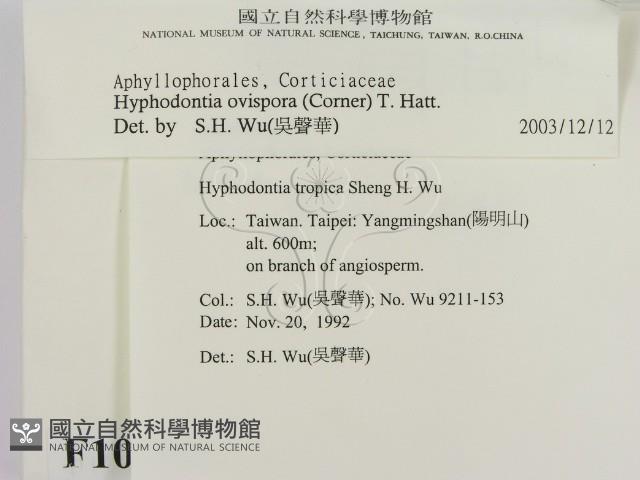 國立自然科學博物館
NATIONAL MUSEUM OF NATURAL SCIENCE, TAICHUNG, TAIWAN, R.O.CHINA
Aphyllophorales, Corticiaceae
Hyphodontia ovispora (Corner) T. Hatt.
Det. by S.H. Wu(吳聲華) 2003/12/12
Aphyllophorales, Corticiaceae
Hyphodontia tropica Sheng H. Wu
Loc.: Taiwan. Taipei: Yangmingshan(陽明山)
alt. 600m;
on branch of angiosperm.
Col.: S.H. Wu(吳聲華); No. Wu 9211-153
Date: Nov. 20, 1992
Det.: S.H. Wu(吳聲華)
國立自然科學博物館
NATIONAL MUSEUM OF NATURAL SCIENCE
F10